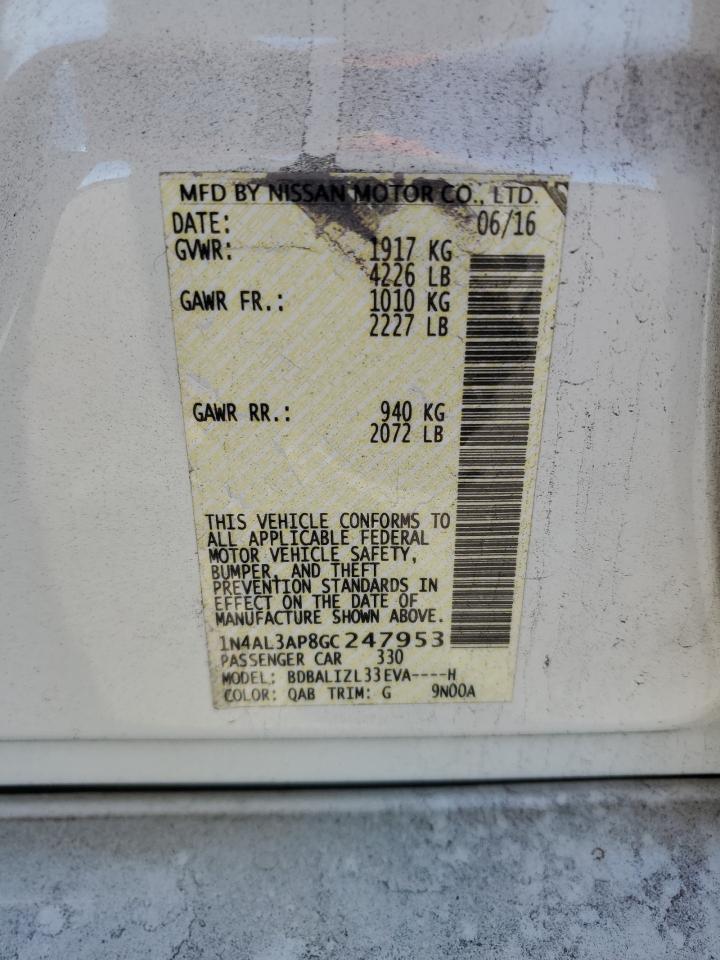 MFD BY NISSAN MOTOR CO., LTD.
DATE: 06/16
GVWR: 1917 KG
4226 LB
GAWR FR.: 1010 KG
2227 LB
GAWR RR.: 940 KG
2072 LB
THIS VEHICLE CONFORMS TO
ALL APPLICABLE FEDERAL
MOTOR VEHICLE SAFETY,
BUMPER, AND THEFT
PREVENTION STANDARDS IN
EFFECT ON THE DATE OF
MANUFACTURE SHOWN ABOVE.
1N4AL3AP8GC247953
PASSENGER CAR 330
MODEL: BDBALIZL33EVA----H
COLOR: QAB TRIM: G 9N00A